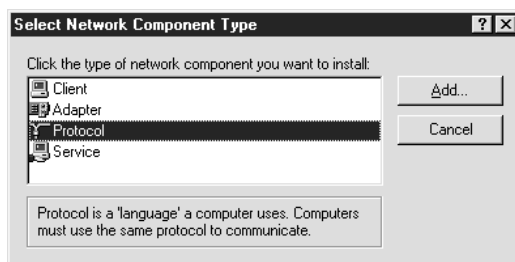 Select Network Component Type
Click the type of network component you want to install:
Client
Add...
Adapter
Protocol
Cancel
Service
Protocol is a 'language' a computer uses. Computers
must use the same protocol to communicate.